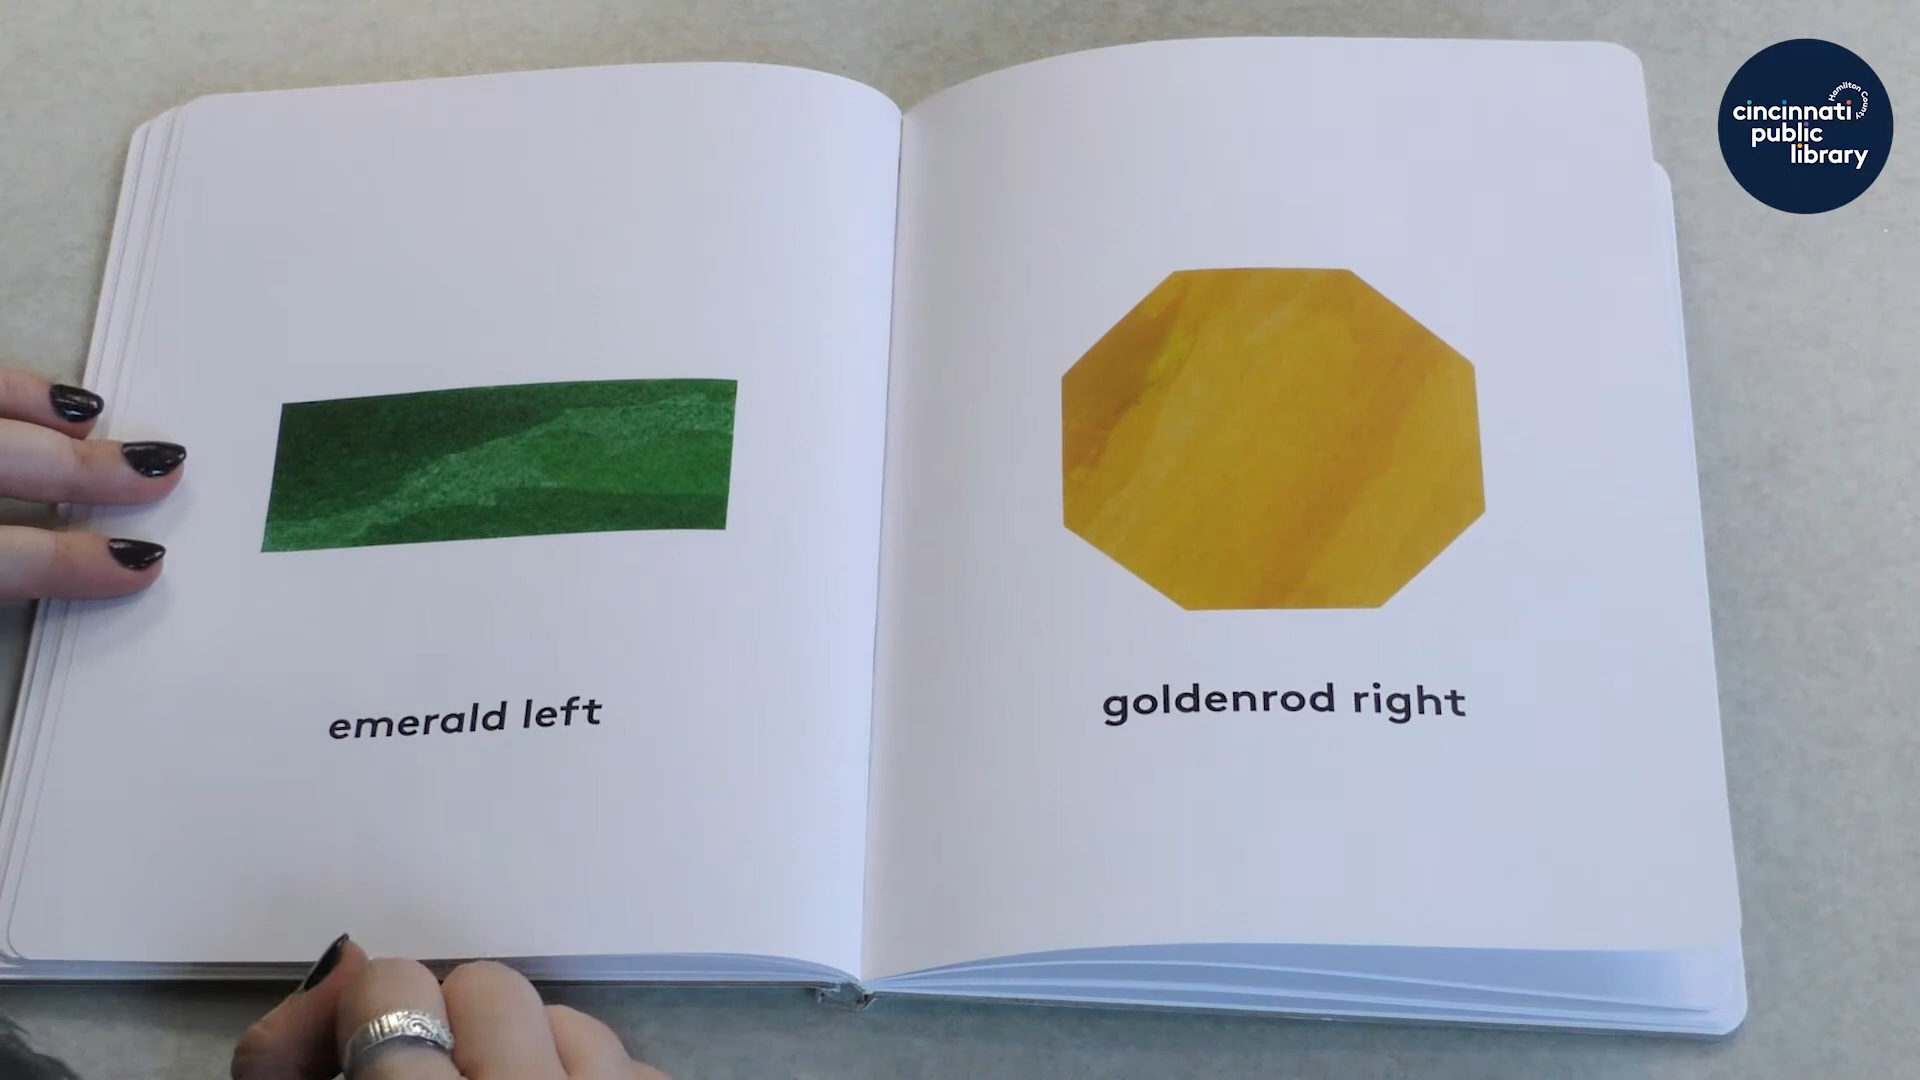 emerald left
goldenrod right
Hamilton County
cincinnati
public
library